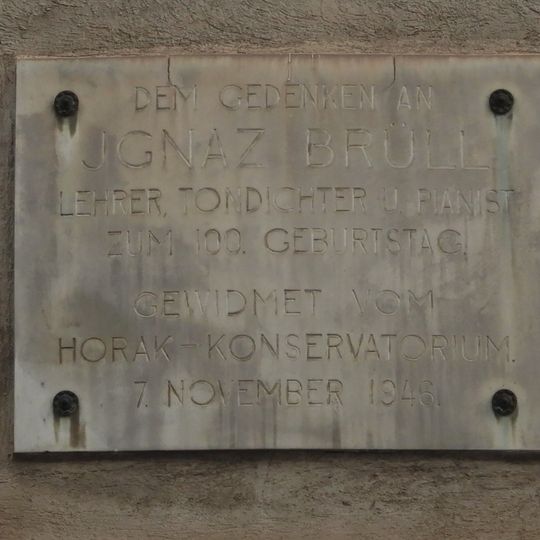 DEM GEDENKEN AN
JGNAZ BRÜLL
LEHRER, TONDICHTER U. PIANIST
ZUM 100. GEBURTSTAG.
GEWIDMET VOM
HORAK-KONSERVATORIUM.
7. NOVEMBER 1946.